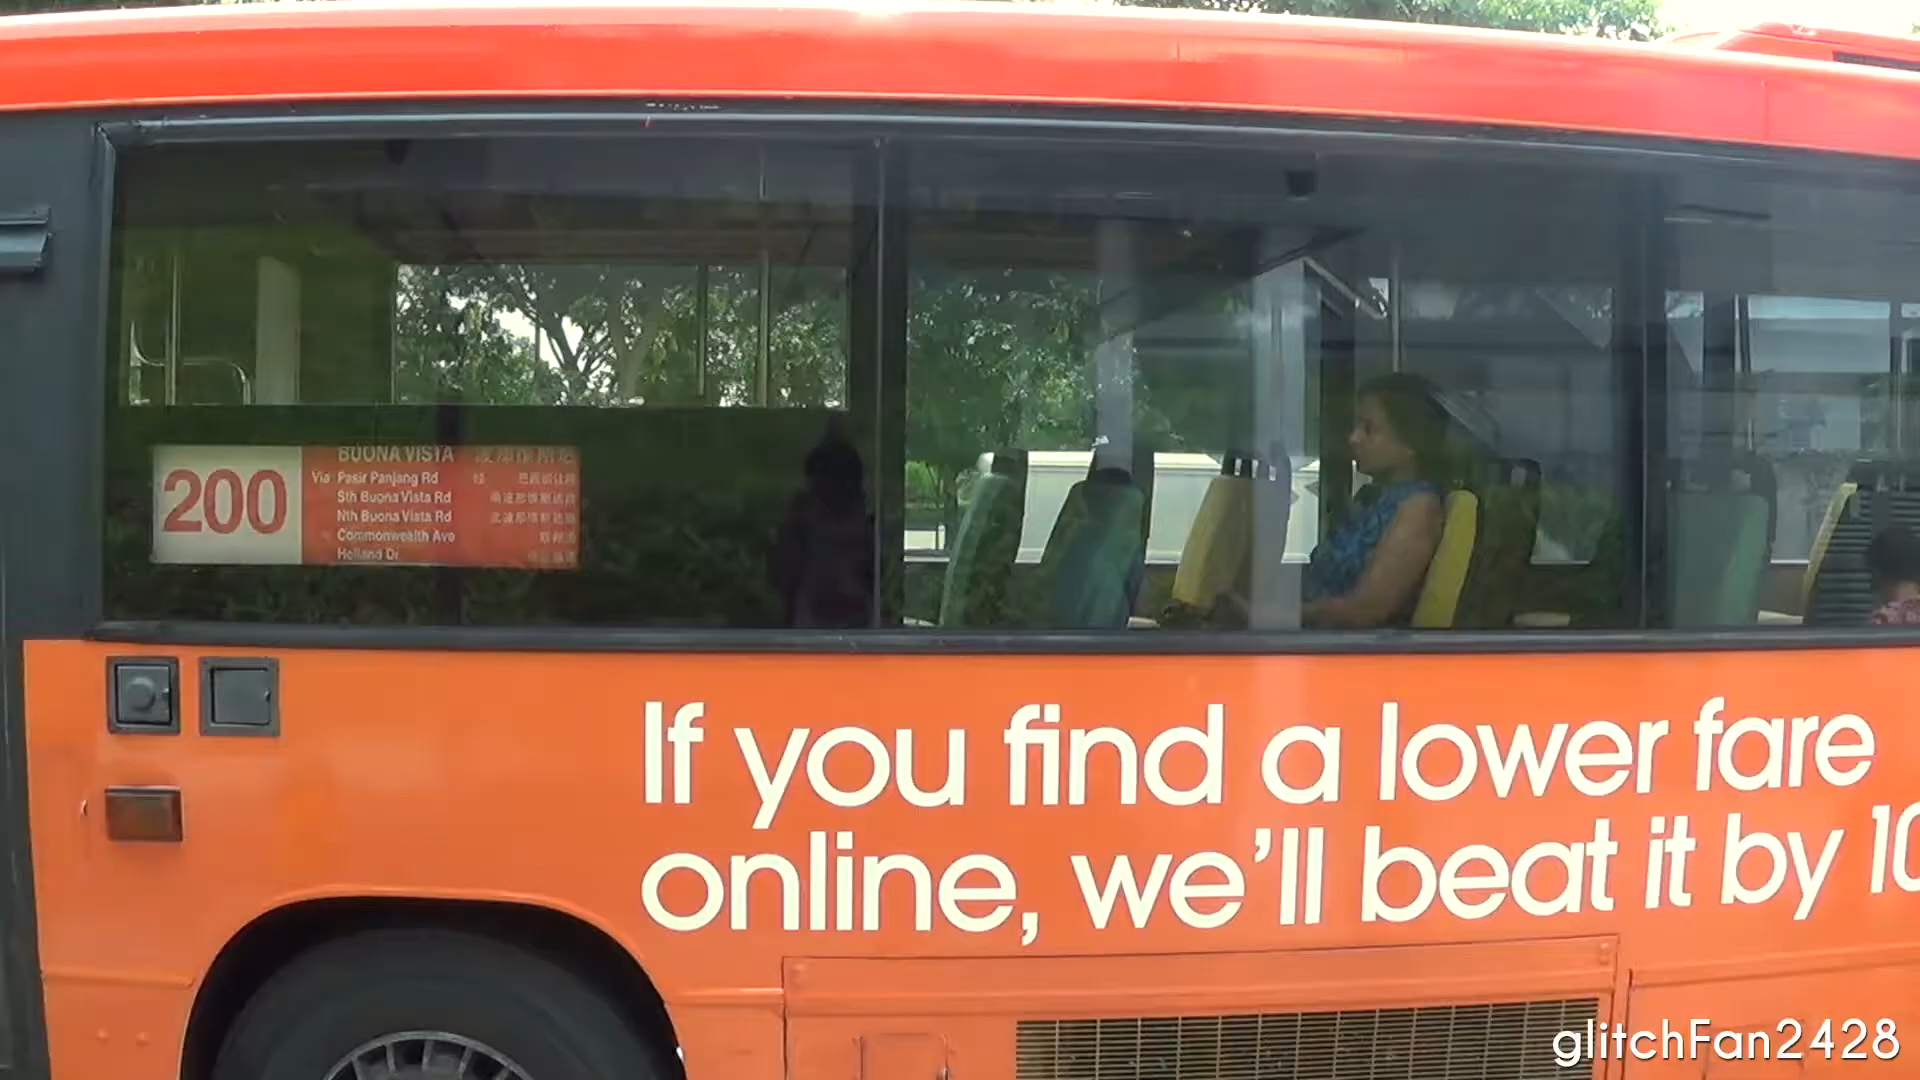 200
BUONA VISTA
Via Pasir Panjang Rd
Sth Buona Vista Rd
Nth Buona Vista Rd
Commonwealth Ave
Holland Dr
If you find a lower fare
online, we'll beat it by 10
glitchFan2428